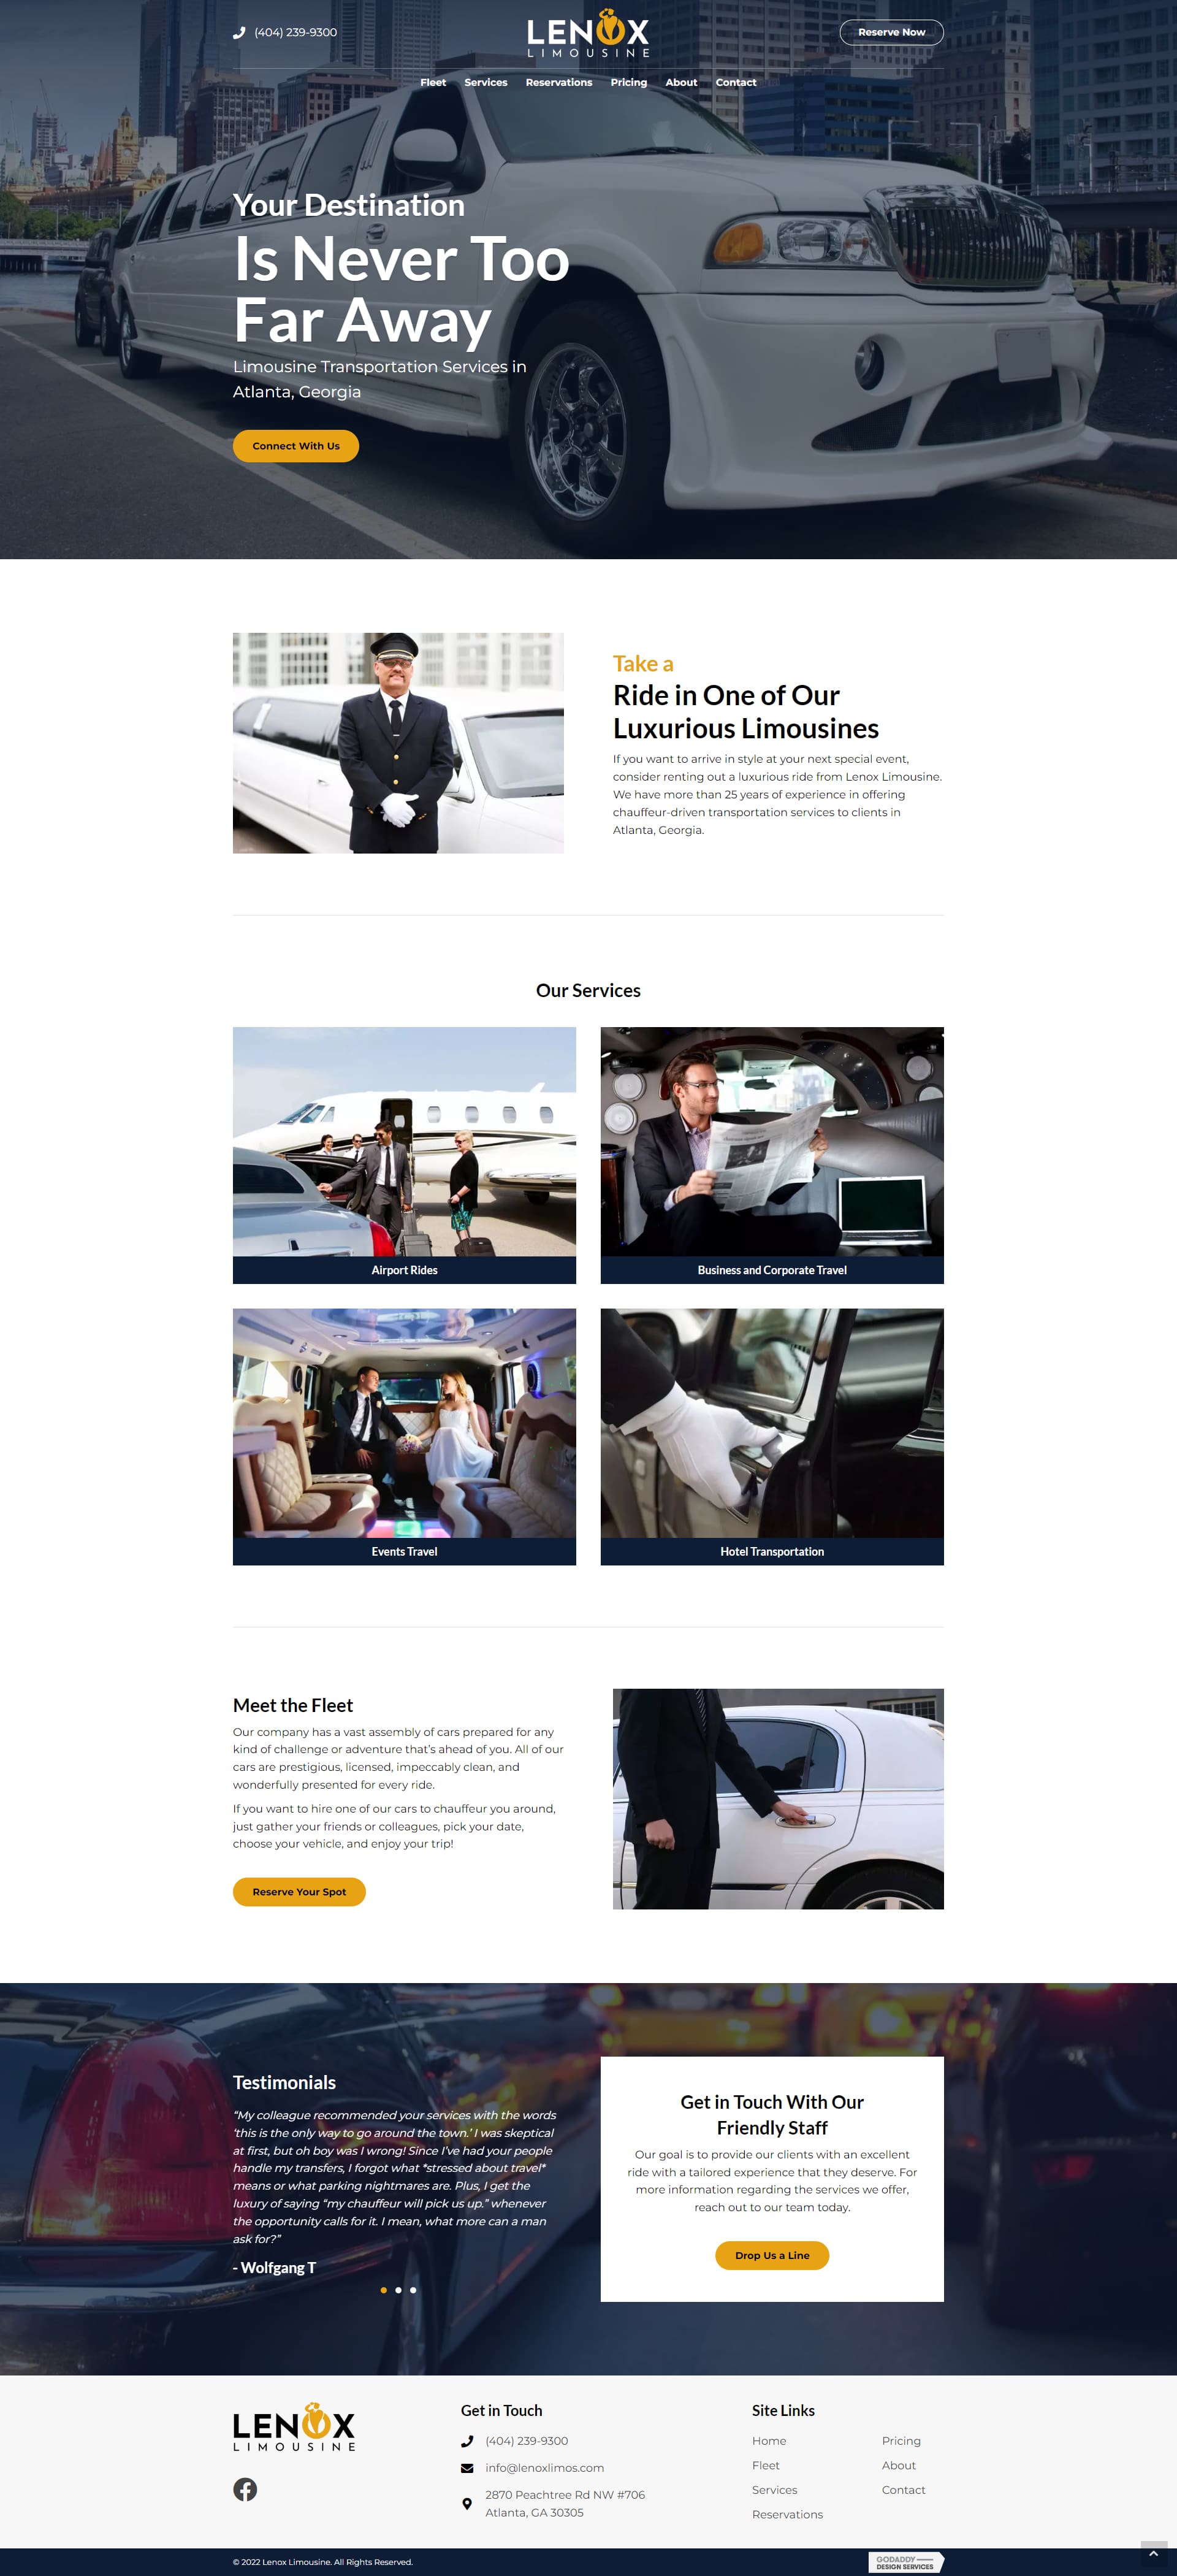 (404) 239-9300
LENOX
LIMOUSINE
Reserve Now
Fleet Services Reservations Pricing About Contact
Your Destination
Is Never Too
Far Away
Limousine Transportation Services in
Atlanta, Georgia
Connect With Us
Take a
Ride in One of Our
Luxurious Limousines
If you want to arrive in style at your next special event,
consider renting out a luxurious ride from Lenox Limousine.
We have more than 25 years of experience in offering
chauffeur-driven transportation services to clients in
Atlanta, Georgia.
Our Services
Airport Rides
Business and Corporate Travel
Events Travel
Hotel Transportation
Meet the Fleet
Our company has a vast assembly of cars prepared for any
kind of challenge or adventure that’s ahead of you. All of our
cars are prestigious, licensed, impeccably clean, and
wonderfully presented for every ride.
If you want to hire one of our cars to chauffeur you around,
just gather your friends or colleagues, pick your date,
choose your vehicle, and enjoy your trip!
Reserve Your Spot
Testimonials
“My colleague recommended your services with the words
‘this is the only way to go around the town.’ I was skeptical
at first, but oh boy was I wrong! Since I’ve had your people
handle my transfers, I forgot what *stressed about travel*
means or what parking nightmares are. Plus, I get the
luxury of saying “my chauffeur will pick us up.” whenever
the opportunity calls for it. I mean, what more can a man
ask for?”
- Wolfgang T
Get in Touch With Our
Friendly Staff
Our goal is to provide our clients with an excellent
ride with a tailored experience that they deserve. For
more information regarding the services we offer,
reach out to our team today.
Drop Us a Line
LENOX
LIMOUSINE
Get in Touch
(404) 239-9300
info@lenoxlimos.com
2870 Peachtree Rd NW #706
Atlanta, GA 30305
Site Links
Home
Fleet
Services
Reservations
Pricing
About
Contact
© 2022 Lenox Limousine. All Rights Reserved.
GODADDY
DESIGN SERVICES